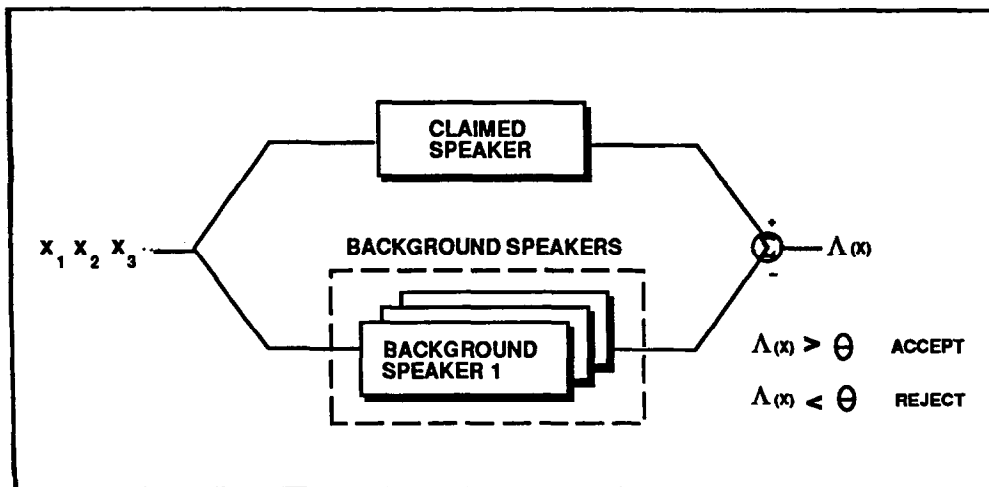 CLAIMED
SPEAKER
X₁ X₂ X₃ ...
BACKGROUND SPEAKERS
+
Σ
-
Λ(X)
BACKGROUND
SPEAKER 1
Λ(X) > θ ACCEPT
Λ(X) < θ REJECT